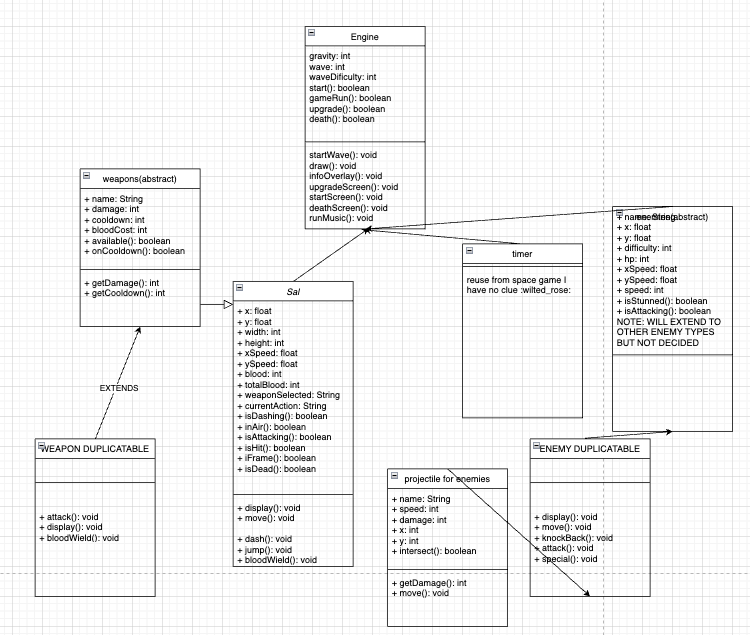 Engine
gravity: int
wave: int
waveDificulty: int
start(): boolean
gameRun(): boolean
upgrade(): boolean
death(): boolean
startWave(): void
draw(): void
infoOverlay(): void
upgradeScreen(): void
startScreen(): void
deathScreen(): void
runMusic(): void
weapons(abstract)
+ name: String
+ damage: int
+ cooldown: int
+ bloodCost: int
+ available(): boolean
+ onCooldown(): boolean
+ getDamage(): int
+ getCooldown(): int
EXTENDS
WEAPON DUPLICATABLE
+ attack(): void
+ display(): void
+ bloodWield(): void
Sal
+ x: float
+ y: float
+ width: int
+ height: int
+ xSpeed: float
+ ySpeed: float
+ blood: int
+ totalBlood: int
+ weaponSelected: String
+ currentAction: String
+ isDashing(): boolean
+ inAir(): boolean
+ isAttacking(): boolean
+ isHit(): boolean
+ iFrame(): boolean
+ isDead(): boolean
+ display(): void
+ move(): void
+ dash(): void
+ jump(): void
+ bloodWield(): void
timer
reuse from space game I
have no clue :wilted_rose:
(abstract)
+ name: String
+ x: float
+ y: float
+ difficulty: int
+ hp: int
+ xSpeed: float
+ ySpeed: float
+ speed: int
+ isStunned(): boolean
+ isAttacking(): boolean
NOTE: WILL EXTEND TO
OTHER ENEMY TYPES
BUT NOT DECIDED
projectile for enemies
+ name: String
+ speed: int
+ damage: int
+ x: int
+ y: int
+ intersect(): boolean
+ getDamage(): int
+ move(): void
ENEMY DUPLICATABLE
+ display(): void
+ move(): void
+ knockBack(): void
+ attack(): void
+ special(): void